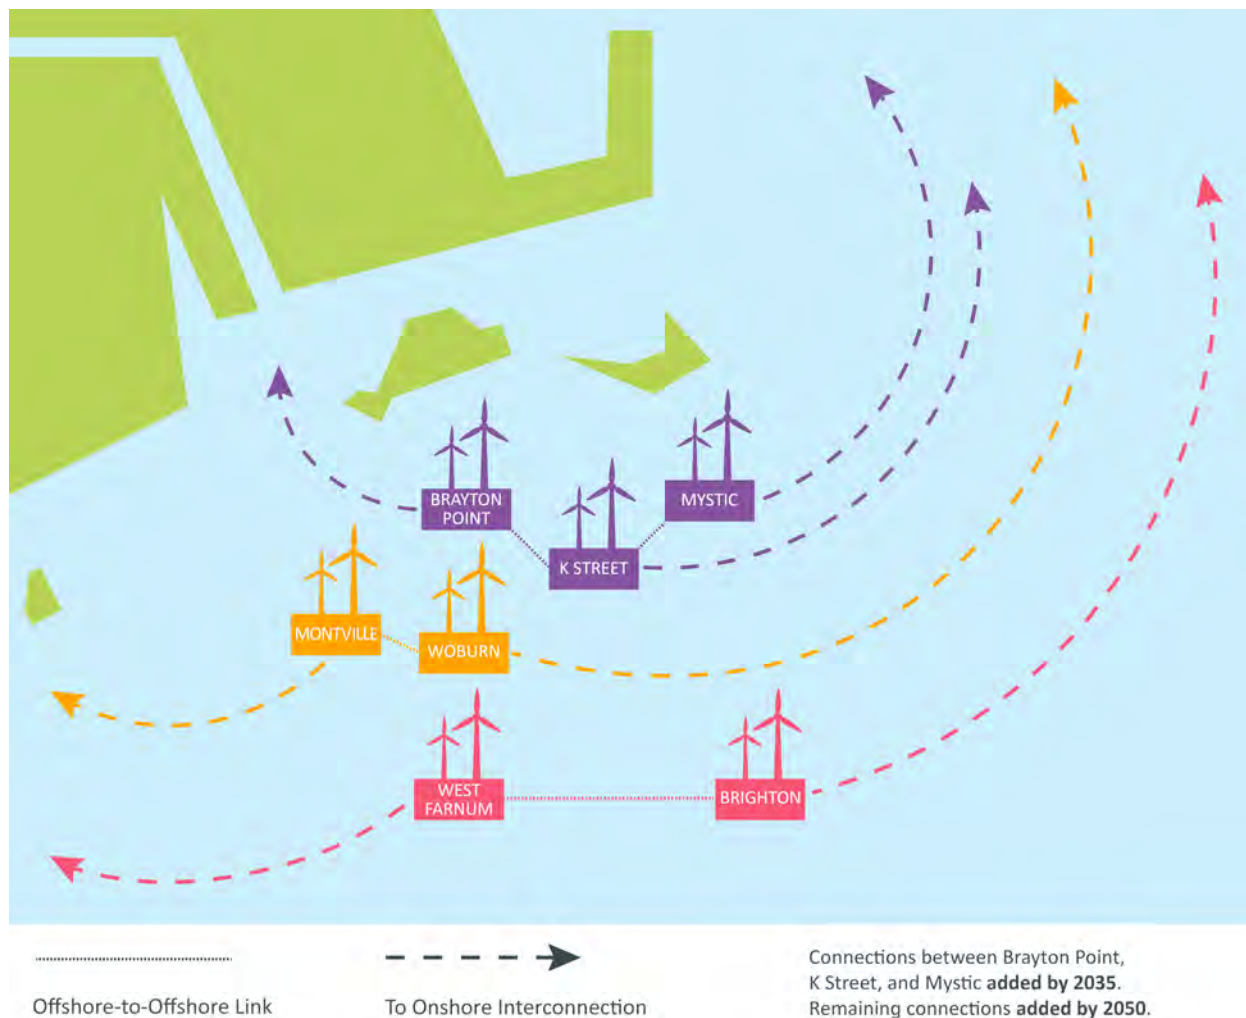 BRAYTON
POINT
MYSTIC
K STREET
MONTVILLE
WOBURN
WEST
FARNUM
BRIGHTON
Offshore-to-Offshore Link
To Onshore Interconnection
Connections between Brayton Point,
K Street, and Mystic added by 2035.
Remaining connections added by 2050.